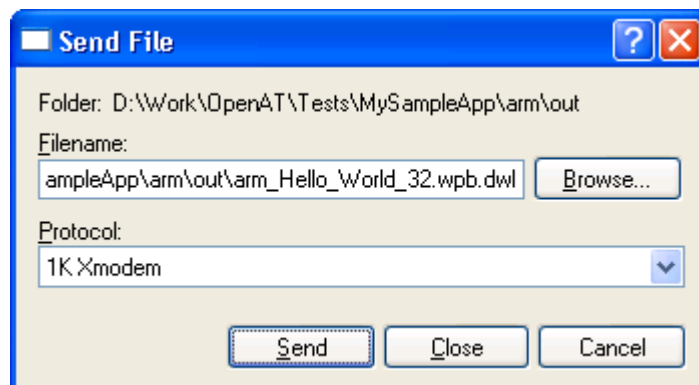 Send File
Folder: D:\Work\OpenAT\Tests\MySampleApp\arm\out
Filename:
ampleApp\arm\out\arm_Hello_World_32.wpb.dwl Browse...
Protocol:
1K Xmodem
Send Close Cancel